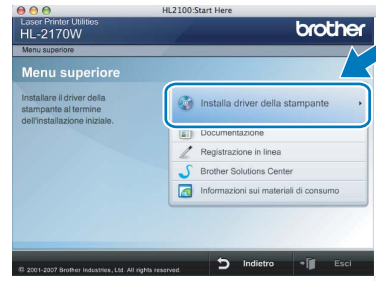 HL2100:Start Here
Laser Printer Utilities
HL-2170W
brother
Menu superiore
Menu superiore
Installare il driver della
stampante al termine
dell'installazione iniziale.
Installa driver della stampante
Documentazione
Registrazione in linea
Brother Solutions Center
Informazioni sui materiali di consumo
© 2001-2007 Brother Industries, Ltd. All rights reserved.
Indietro
Esci